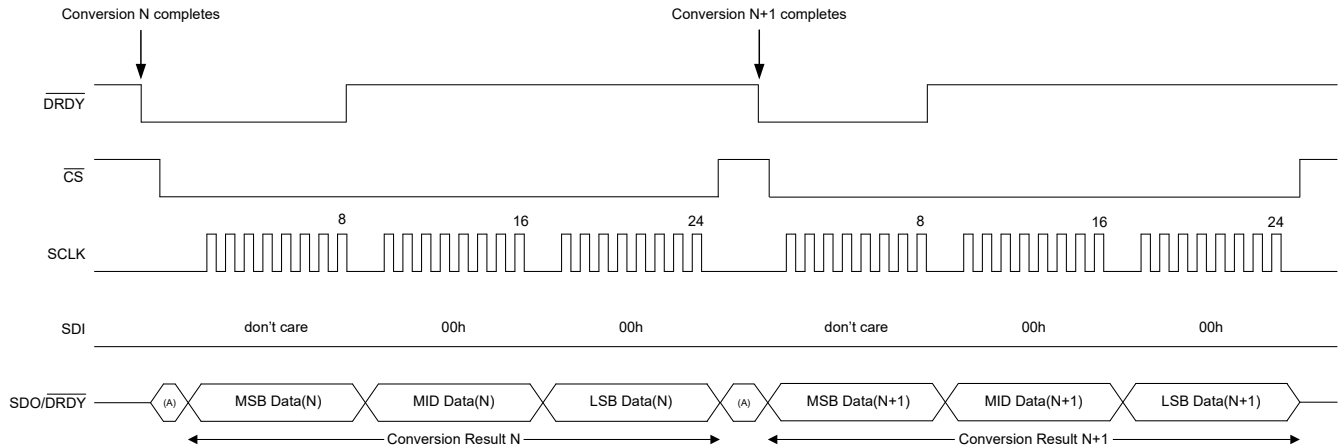 Conversion N completes
Conversion N+1 completes
DRDY
CS
8
16
24
8
16
24
SCLK
SDI
don't care
00h
00h
don't care
00h
00h
SDO/DRDY
(A)
MSB Data(N)
MID Data(N)
LSB Data(N)
(A)
MSB Data(N+1)
MID Data(N+1)
LSB Data(N+1)
Conversion Result N
Conversion Result N+1